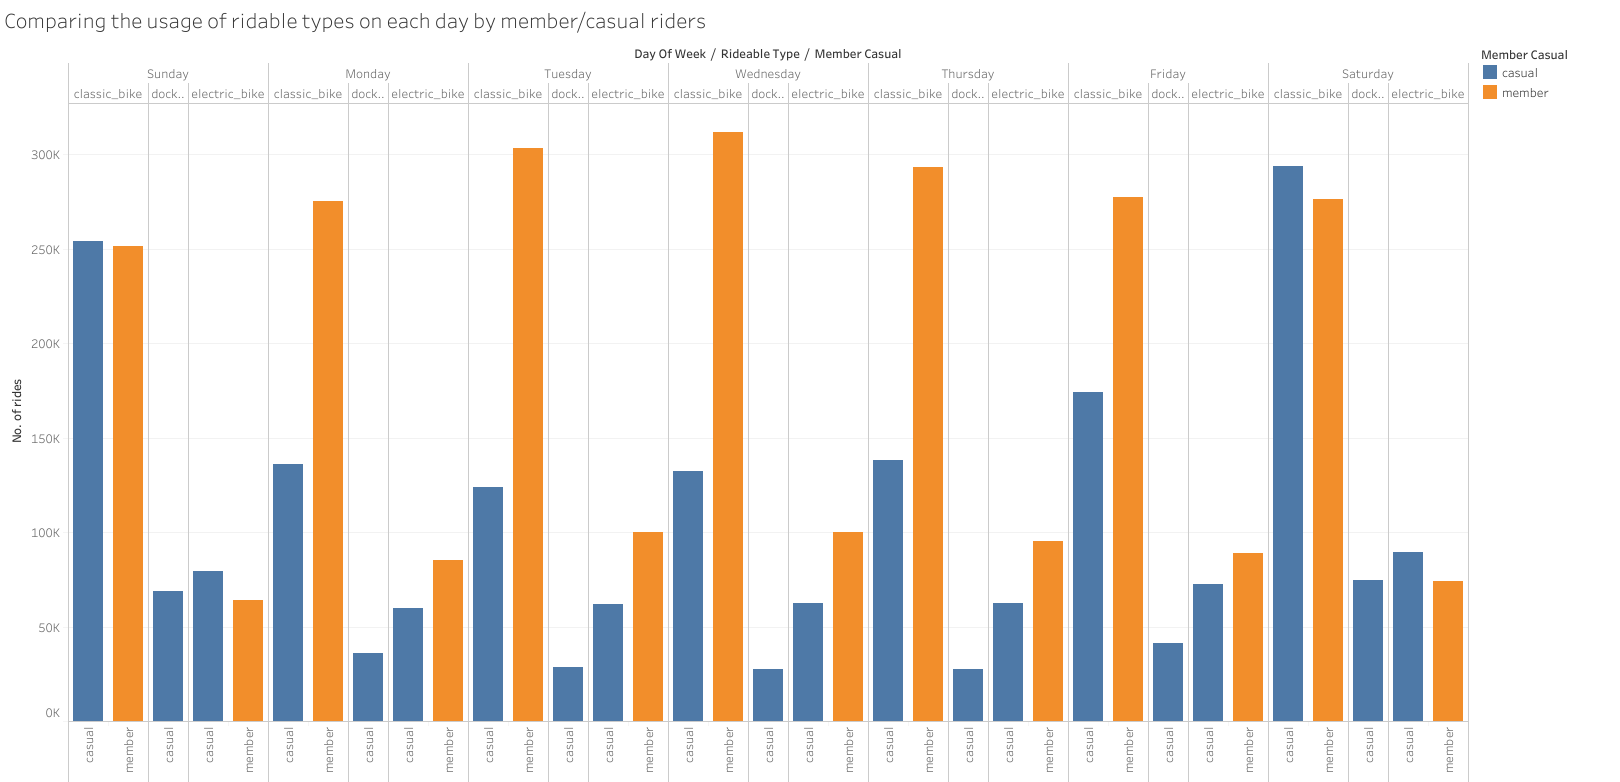 Comparing the usage of ridable types on each day by member/casual riders
Day Of Week / Rideable Type / Member Casual
Member Casual
casual
member
Sunday Monday Tuesday Wednesday Thursday Friday Saturday
classic_bike dock.. electric_bike classic_bike dock.. electric_bike classic_bike dock.. electric_bike classic_bike dock.. electric_bike classic_bike dock.. electric_bike classic_bike dock.. electric_bike classic_bike dock.. electric_bike
No. of rides
300K
250K
200K
150K
100K
50K
0K
casual member casual casual member casual member casual casual member casual member casual casual member casual member casual casual member casual member casual casual member casual member casual casual member casual member casual casual member